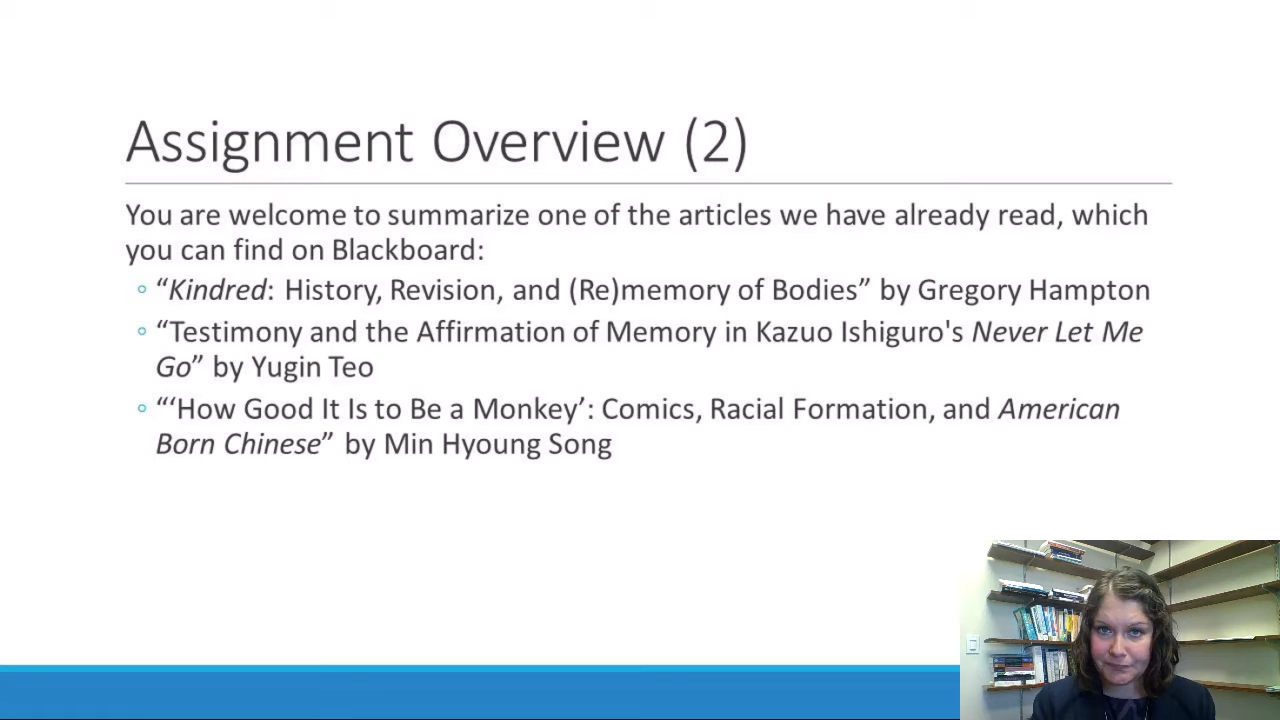 Assignment Overview (2)
You are welcome to summarize one of the articles we have already read, which
you can find on Blackboard:
◦ “Kindred: History, Revision, and (Re)memory of Bodies” by Gregory Hampton
◦ “Testimony and the Affirmation of Memory in Kazuo Ishiguro's Never Let Me
Go” by Yugin Teo
◦ “‘How Good It Is to Be a Monkey’: Comics, Racial Formation, and American
Born Chinese” by Min Hyoung Song